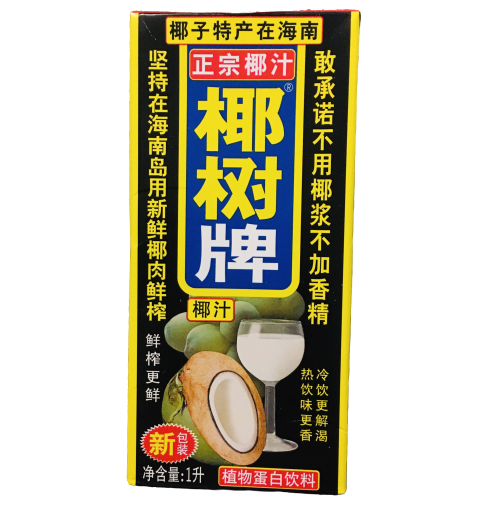 椰子特产在海南
正宗椰汁
椰树牌®
椰汁
坚持在海南岛用新鲜椰肉鲜榨
敢承诺不用椰浆不加香精
鲜榨更鲜
冷饮更解渴
热饮味更香
新包装
净含量:1升
植物蛋白饮料